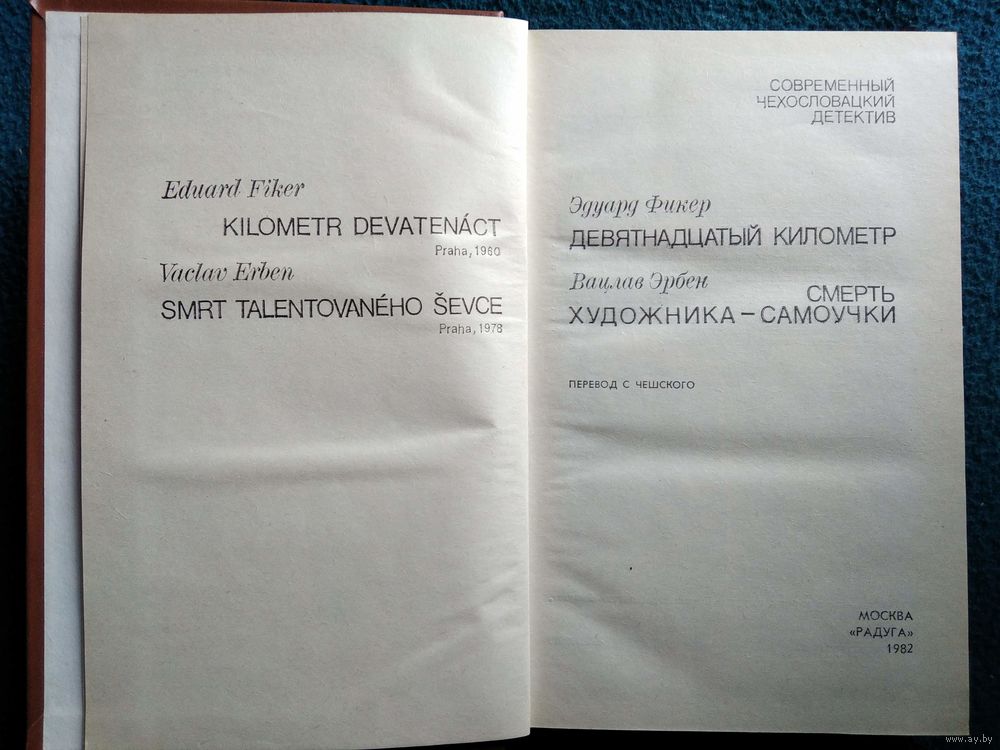 Eduard Fiker
KILOMETR DEVATENÁCT
Praha, 1960
Vaclav Erben
SMRT TALENTOVANÉHO ŠEVCE
Praha, 1978
СОВРЕМЕННЫЙ
ЧЕХОСЛОВАЦКИЙ
ДЕТЕКТИВ
Эдуард Фикер
ДЕВЯТНАДЦАТЫЙ КИЛОМЕТР
Вацлав Эрбен
СМЕРТЬ
ХУДОЖНИКА – САМОУЧКИ
ПЕРЕВОД С ЧЕШСКОГО
МОСКВА
«РАДУГА»
1982
www.ay.by